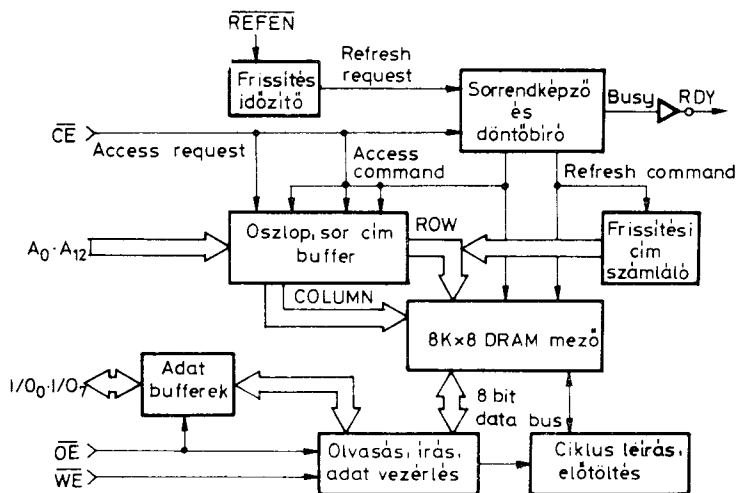 REFEN
Refresh
request
Frissítés
időzítő
Sorrendképző
és
döntőbíró
Busy
RDY
CE
Access request
Access
command
Refresh command
A0·A12
Oszlop,sor cím
buffer
ROW
Frissítési
cím
számláló
COLUMN
8K×8 DRAM mező
I/O0·I/O7
Adat
bufferek
8 bit
data bus
OE
WE
Olvasás, írás,
adat vezérlés
Ciklus leírás,
előtöltés